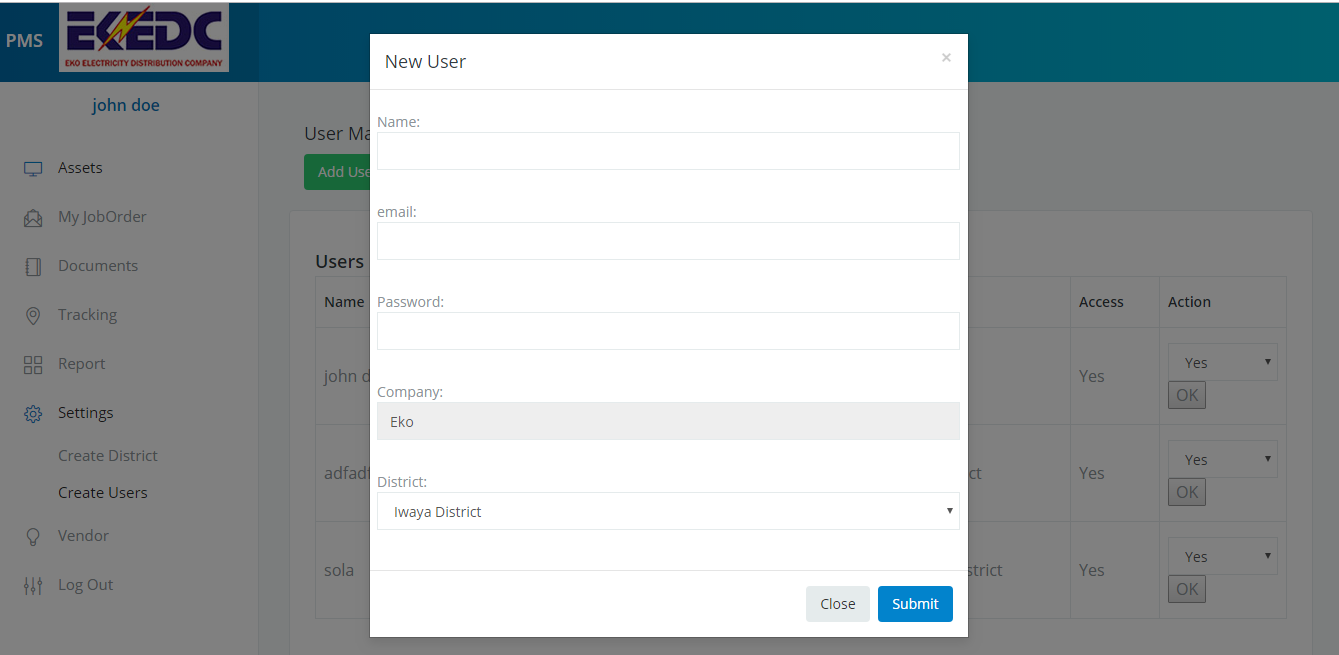 PMS
EKEDC
EKO ELECTRICITY DISTRIBUTION COMPANY
john doe
Assets
My JobOrder
Documents
Tracking
Report
Settings
Create District
Create Users
Vendor
Log Out
User Ma
Add Use
Users
Name
Access
Action
john d
Yes
Yes
OK
adfadf
ct
Yes
Yes
OK
sola
strict
Yes
Yes
OK
New User
×
Name:
email:
Password:
Company:
Eko
District:
Iwaya District
Close
Submit